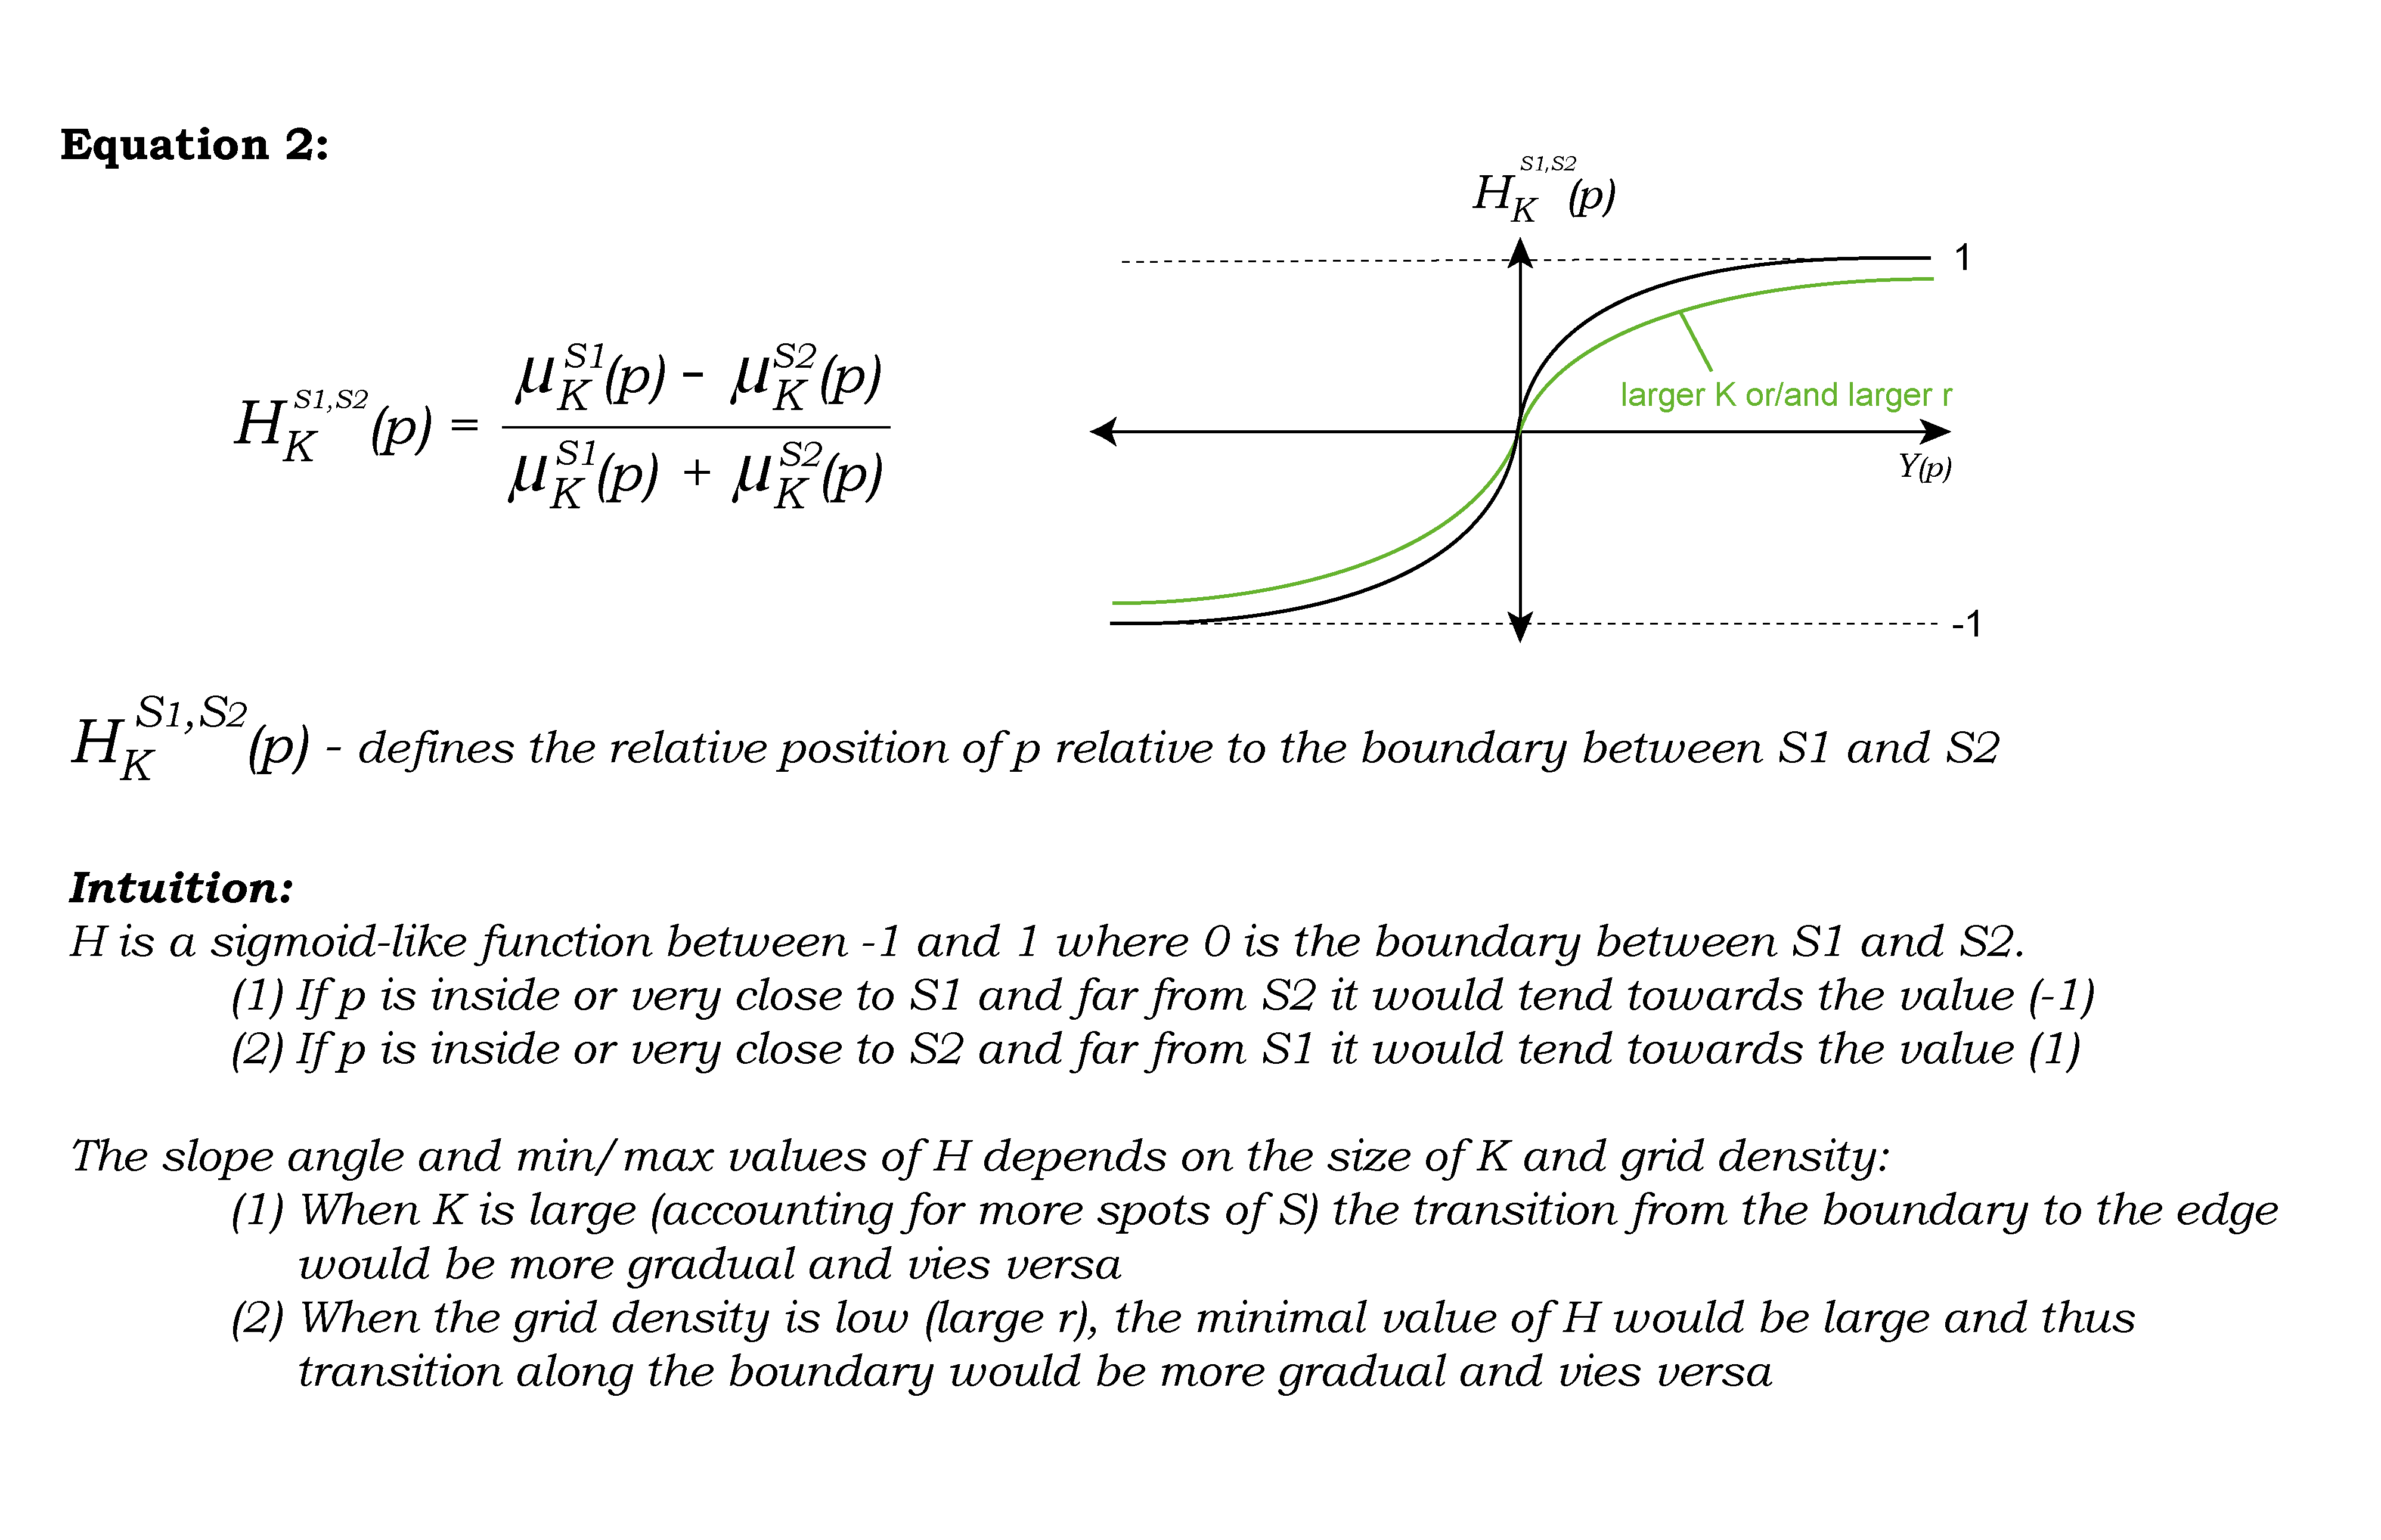 Equation 2:
H_K^{S1,S2}(p)
1
larger K or/and larger r
Y(p)
-1
H_K^{S1,S2}(p) = \frac{μ_K^{S1}(p) - μ_K^{S2}(p)}{μ_K^{S1}(p) + μ_K^{S2}(p)}
H_K^{S1,S2}(p) - defines the relative position of p relative to the boundary between S1 and S2
Intuition:
H is a sigmoid-like function between -1 and 1 where 0 is the boundary between S1 and S2.
(1) If p is inside or very close to S1 and far from S2 it would tend towards the value (-1)
(2) If p is inside or very close to S2 and far from S1 it would tend towards the value (1)
The slope angle and min/max values of H depends on the size of K and grid density:
(1) When K is large (accounting for more spots of S) the transition from the boundary to the edge
would be more gradual and vies versa
(2) When the grid density is low (large r), the minimal value of H would be large and thus
transition along the boundary would be more gradual and vies versa